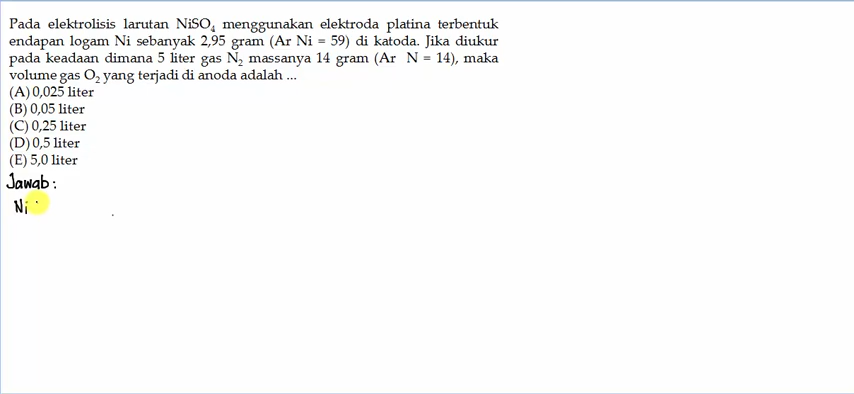 Pada elektrolisis larutan NiSO₄ menggunakan elektroda platina terbentuk
endapan logam Ni sebanyak 2,95 gram (Ar Ni = 59) di katoda. Jika diukur
pada keadaan dimana 5 liter gas N₂ massanya 14 gram (Ar N = 14), maka
volume gas O₂ yang terjadi di anoda adalah ...
(A) 0,025 liter
(B) 0,05 liter
(C) 0,25 liter
(D) 0,5 liter
(E) 5,0 liter
Jawab :
Ni